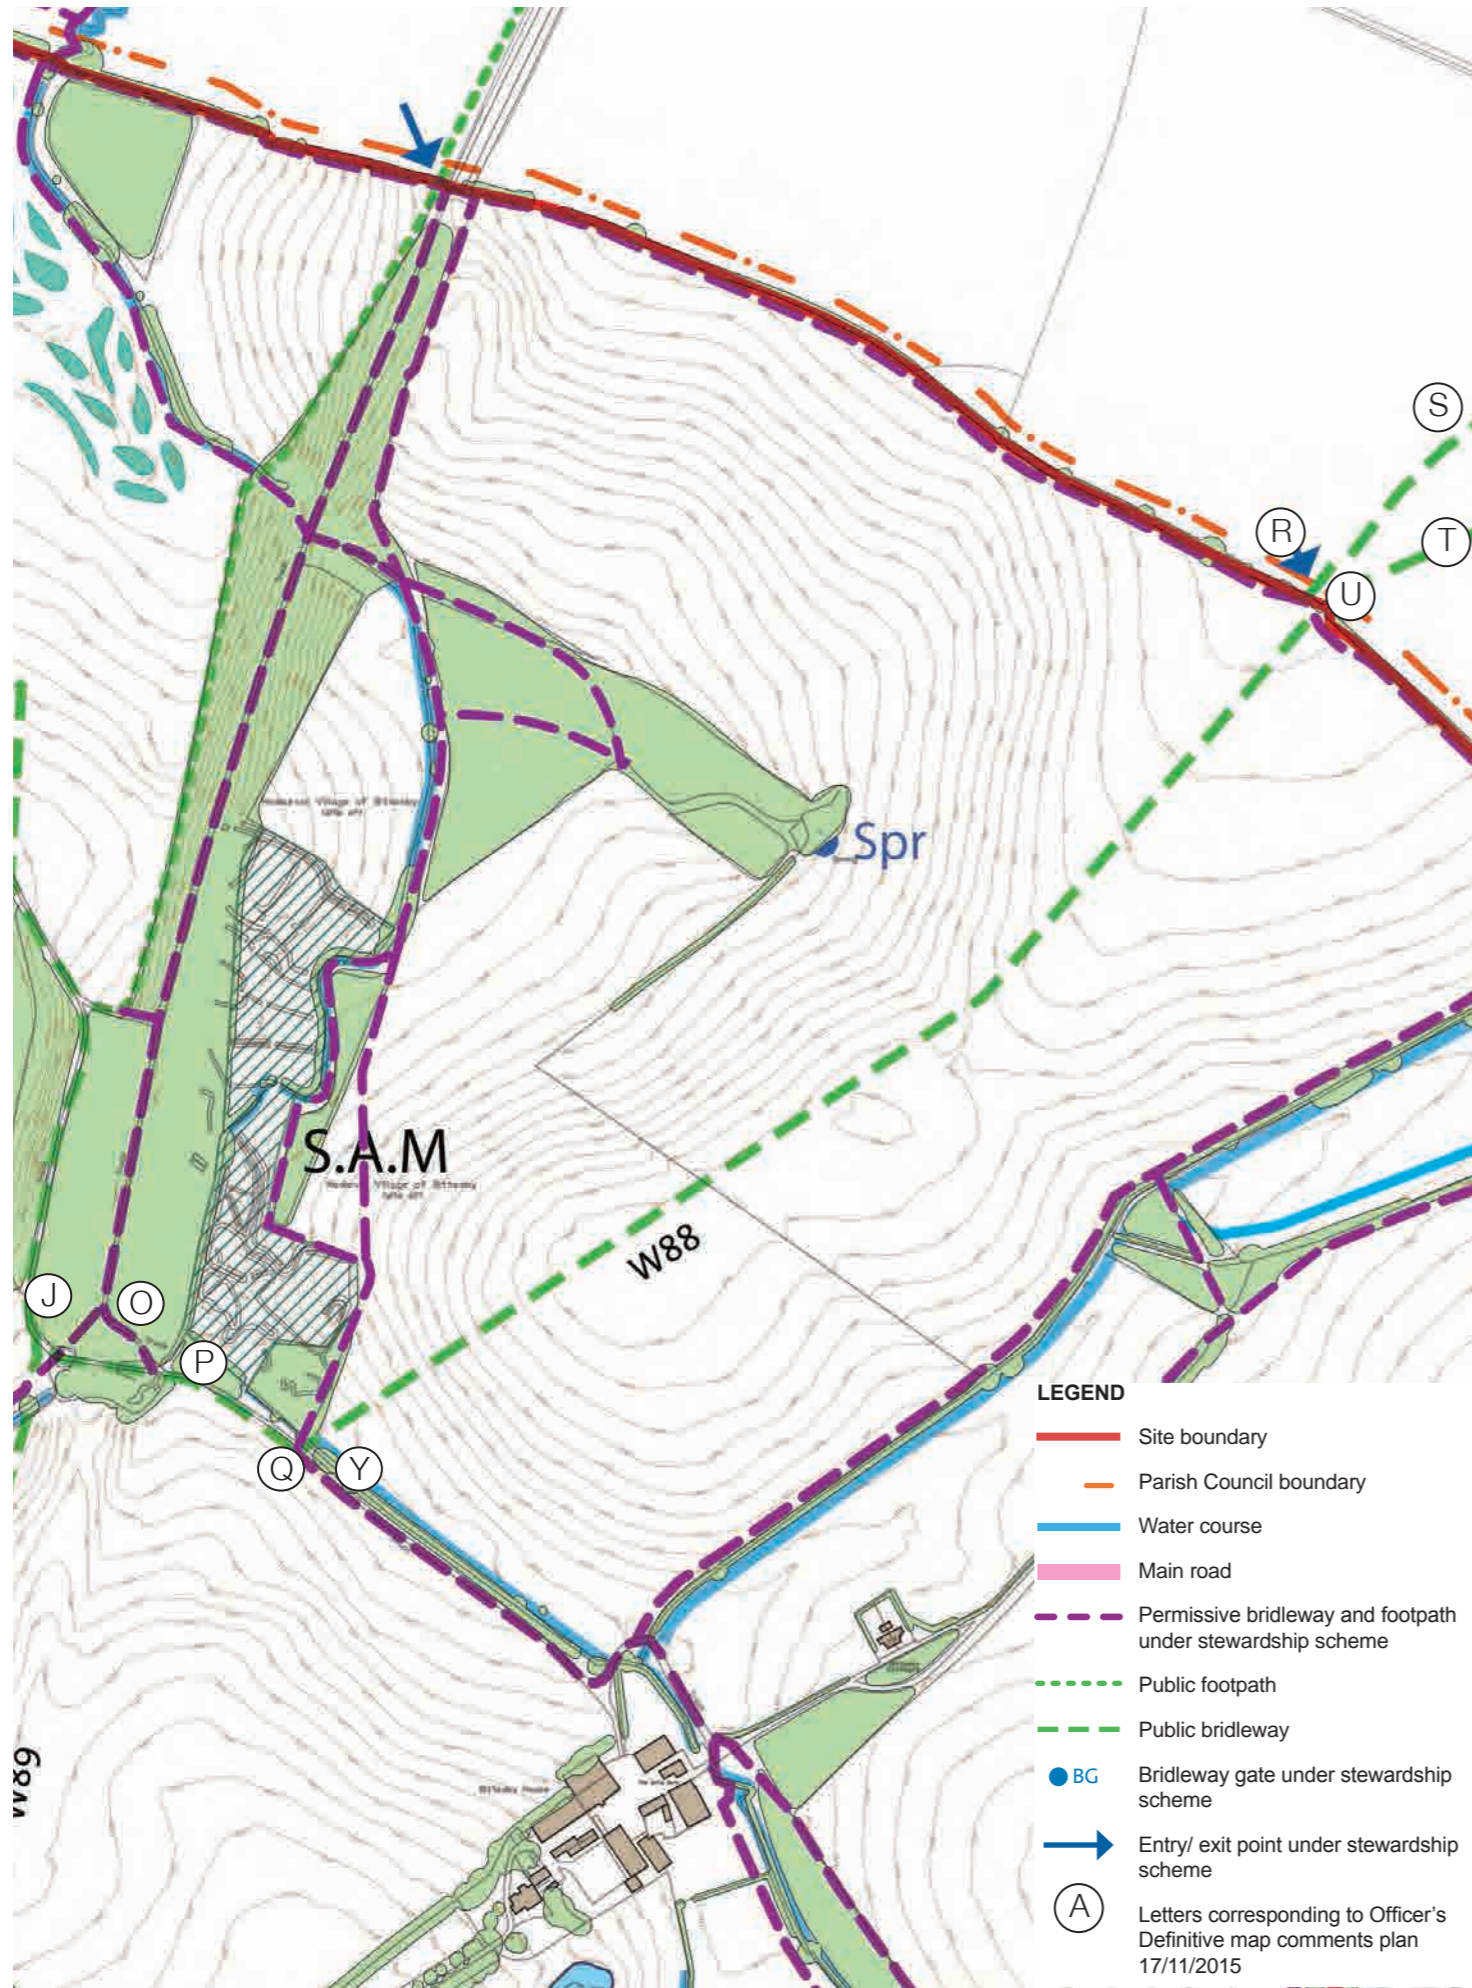 S
R
T
U
Spr
S.A.M
W88
J
O
P
Q
Y
W89
LEGEND
Site boundary
Parish Council boundary
Water course
Main road
Permissive bridleway and footpath
under stewardship scheme
Public footpath
Public bridleway
BG
Bridleway gate under stewardship
scheme
Entry/ exit point under stewardship
scheme
A
Letters corresponding to Officer's
Definitive map comments plan
17/11/2015